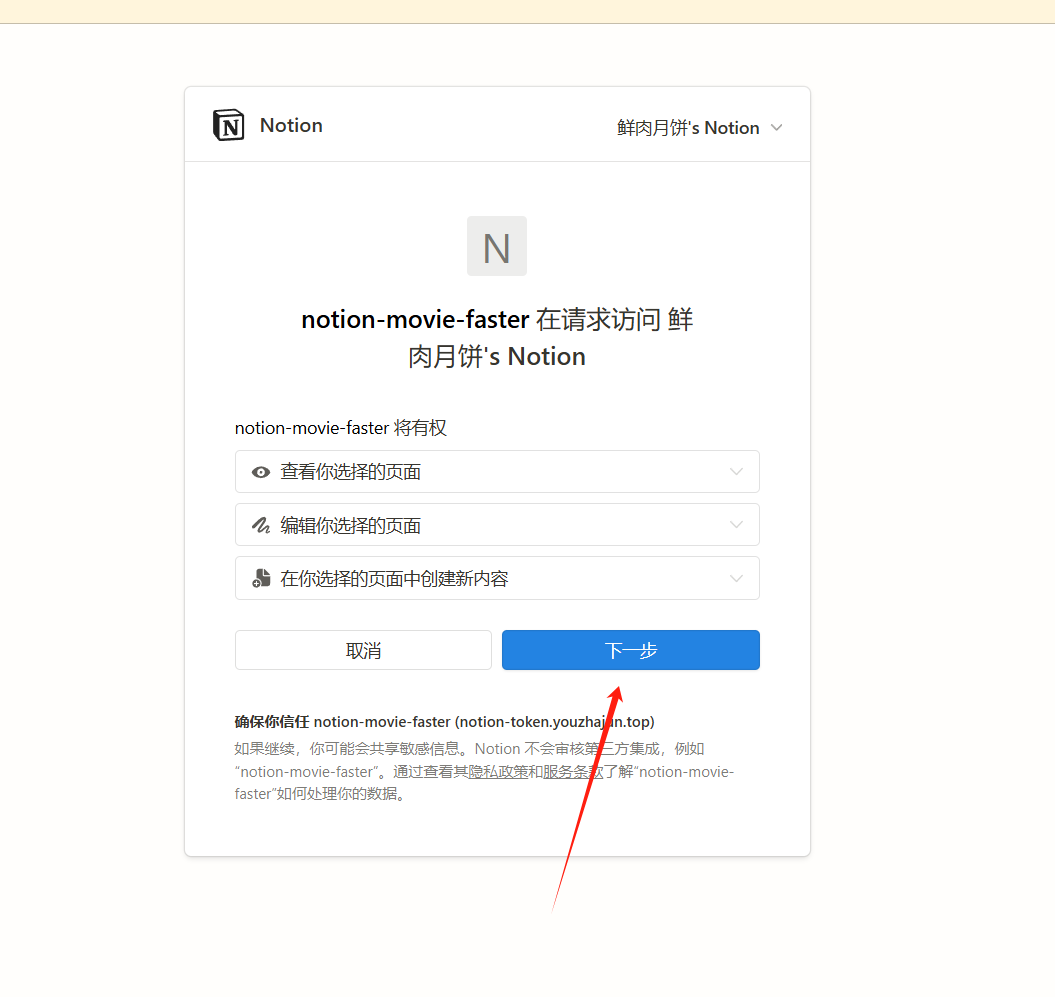 Notion
鲜肉月饼's Notion
N
notion-movie-faster 在请求访问 鲜
肉月饼's Notion
notion-movie-faster 将有权
查看你选择的页面
编辑你选择的页面
在你选择的页面中创建新内容
取消
下一步
确保你信任 notion-movie-faster (notion-token.youzhajun.top)
如果继续，你可能会共享敏感信息。Notion 不会审核第三方集成，例如
“notion-movie-faster”。通过查看其隐私政策和服务条款了解“notion-movie-
faster”如何处理你的数据。